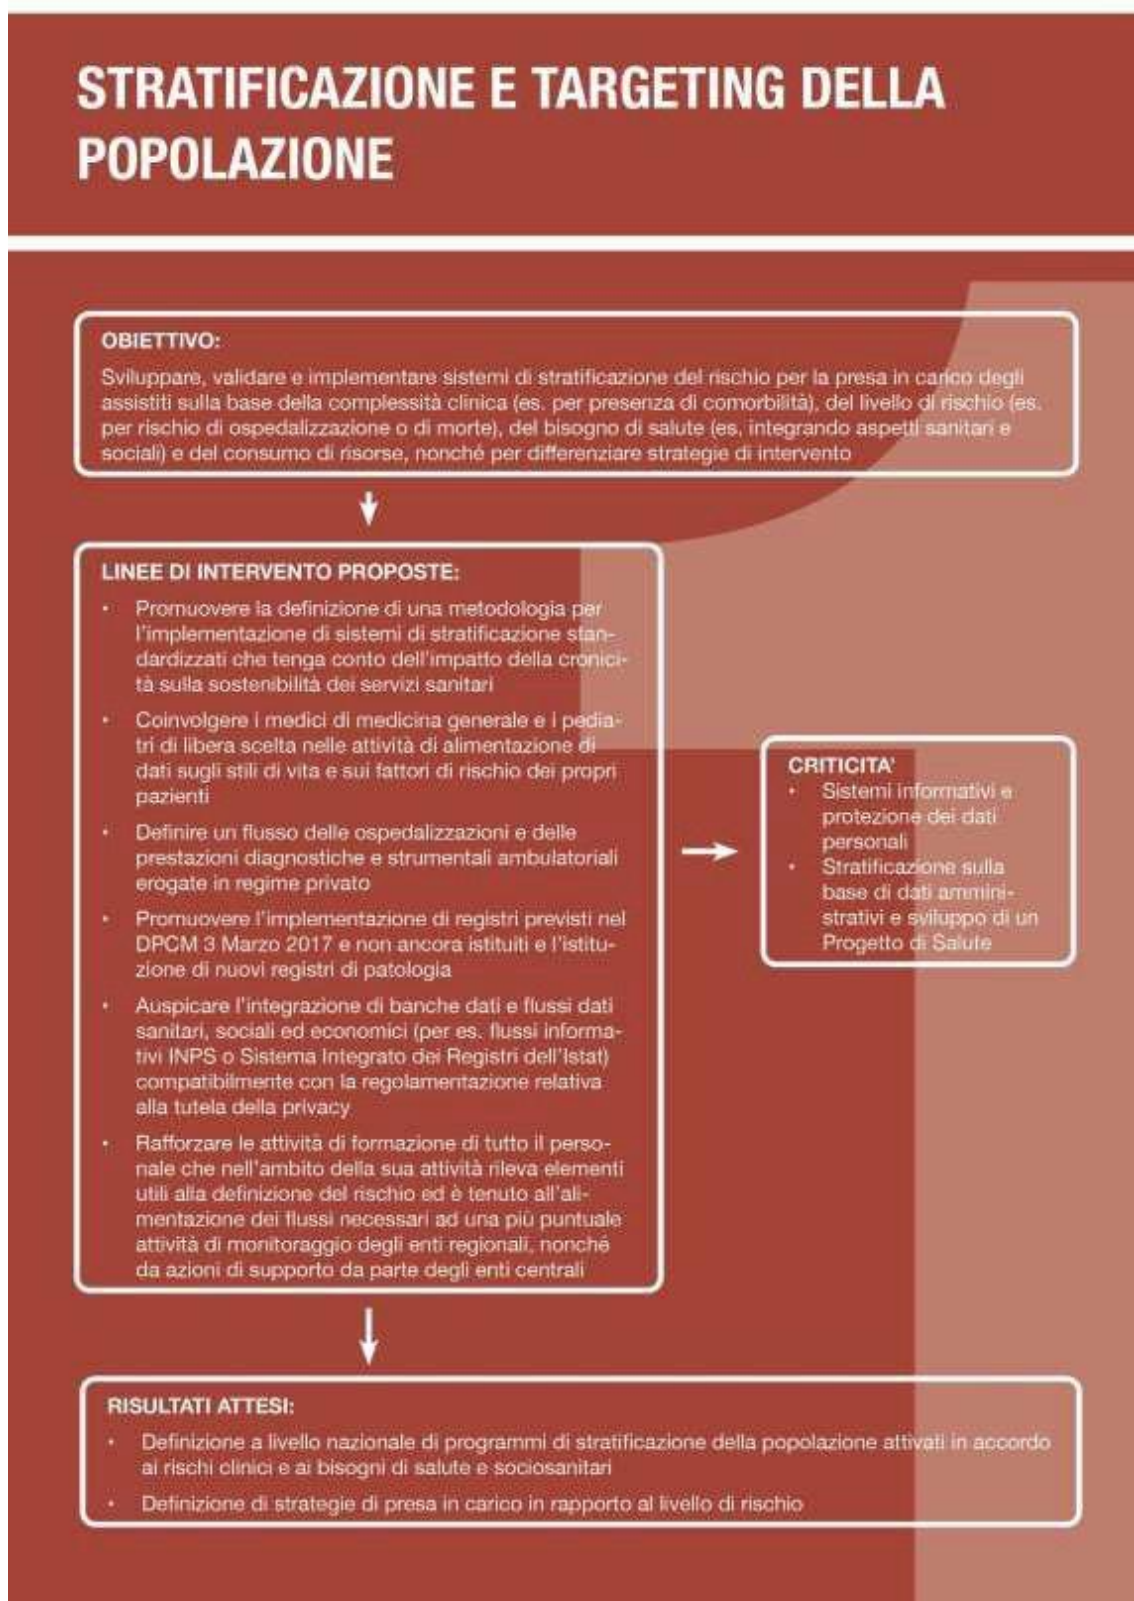 STRATIFICAZIONE E TARGETING DELLA
POPOLAZIONE
OBIETTIVO:
Sviluppare, validare e implementare sistemi di stratificazione del rischio per la presa in carico degli
assistiti sulla base della complessità clinica (es. per presenza di comorbilità), del livello di rischio (es.
per rischio di ospedalizzazione o di morte), del bisogno di salute (es. integrando aspetti sanitari e
sociali) e del consumo di risorse, nonché per differenziare strategie di intervento
LINEE DI INTERVENTO PROPOSTE:
• Promuovere la definizione di una metodologia per
l'implementazione di sistemi di stratificazione stan-
dardizzati che tenga conto dell'impatto della cronici-
tà sulla sostenibilità dei servizi sanitari
• Coinvolgere i medici di medicina generale e i pedia-
tri di libera scelta nelle attività di alimentazione di
dati sugli stili di vita e sui fattori di rischio dei propri
pazienti
• Definire un flusso delle ospedalizzazioni e delle
prestazioni diagnostiche e strumentali ambulatoriali
erogate in regime privato
• Promuovere l'implementazione di registri previsti nel
DPCM 3 Marzo 2017 e non ancora istituiti e l'istitu-
zione di nuovi registri di patologia
• Auspicare l'integrazione di banche dati e flussi dati
sanitari, sociali ed economici (per es. flussi informa-
tivi INPS o Sistema Integrato dei Registri dell'Istat)
compatibilmente con la regolamentazione relativa
alla tutela della privacy
• Rafforzare le attività di formazione di tutto il perso-
nale che nell'ambito della sua attività rileva elementi
utili alla definizione del rischio ed è tenuto all'ali-
mentazione dei flussi necessari ad una più puntuale
attività di monitoraggio degli enti regionali, nonché
da azioni di supporto da parte degli enti centrali
CRITICITA'
• Sistemi informativi e
protezione dei dati
personali
• Stratificazione sulla
base di dati ammini-
strativi e sviluppo di un
Progetto di Salute
RISULTATI ATTESI:
• Definizione a livello nazionale di programmi di stratificazione della popolazione attivati in accordo
ai rischi clinici e ai bisogni di salute e sociosanitari
• Definizione di strategie di presa in carico in rapporto al livello di rischio